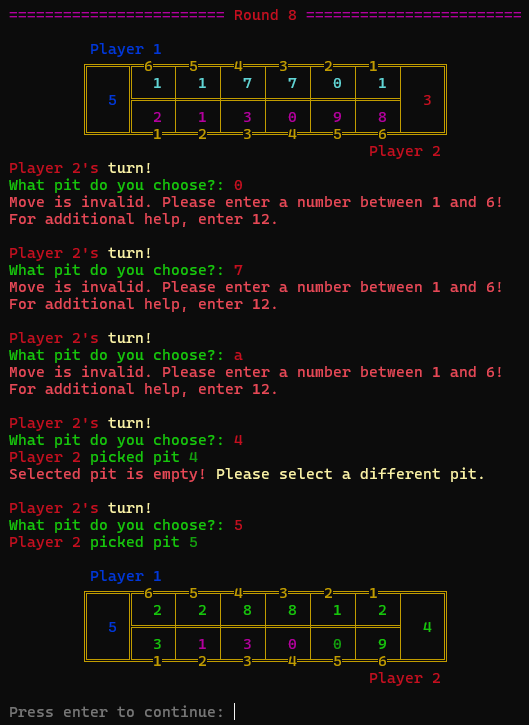 ======================== Round 8 ========================
Player 1
6 5 4 3 2 1
1 1 7 7 0 1
5 3
2 1 3 0 9 8
1 2 3 4 5 6
Player 2
Player 2's turn!
What pit do you choose?: 0
Move is invalid. Please enter a number between 1 and 6!
For additional help, enter 12.
Player 2's turn!
What pit do you choose?: 7
Move is invalid. Please enter a number between 1 and 6!
For additional help, enter 12.
Player 2's turn!
What pit do you choose?: a
Move is invalid. Please enter a number between 1 and 6!
For additional help, enter 12.
Player 2's turn!
What pit do you choose?: 4
Player 2 picked pit 4
Selected pit is empty! Please select a different pit.
Player 2's turn!
What pit do you choose?: 5
Player 2 picked pit 5
Player 1
6 5 4 3 2 1
2 2 8 8 1 2
5 4
3 1 3 0 0 9
1 2 3 4 5 6
Player 2
Press enter to continue: